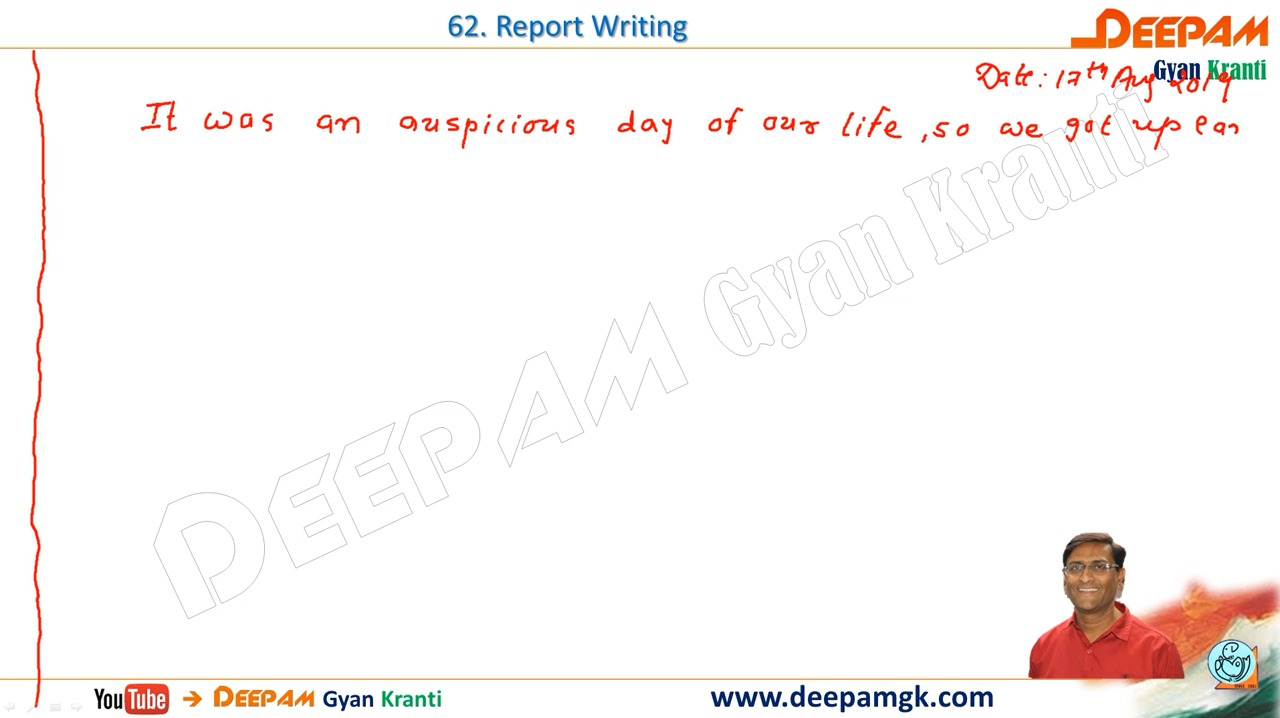 62. Report Writing
DEEPAM
Gyan Kranti
Date: 17th Aug 2019
It was an auspicious day of our life, so we got up ear
DEEPAM Gyan Kranti
YouTube → DEEPAM Gyan Kranti
www.deepamgk.com